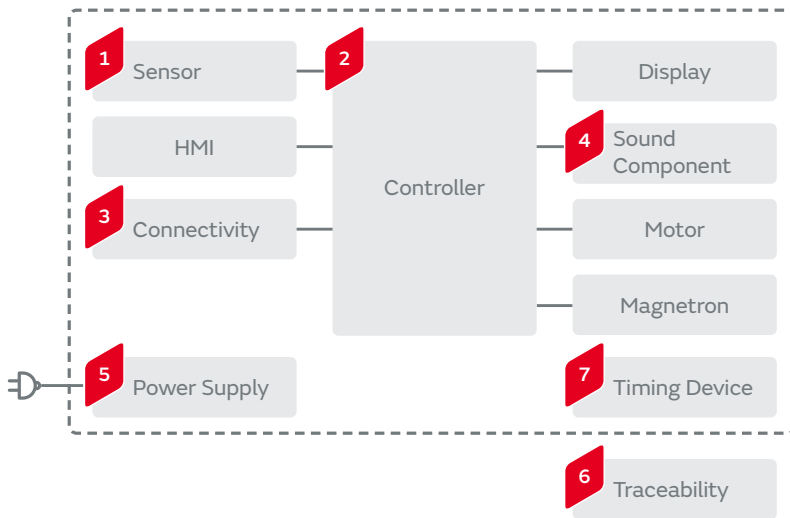 1
Sensor
HMI
3
Connectivity
5
Power Supply
2
Controller
Display
4
Sound
Component
Motor
Magnetron
7
Timing Device
6
Traceability